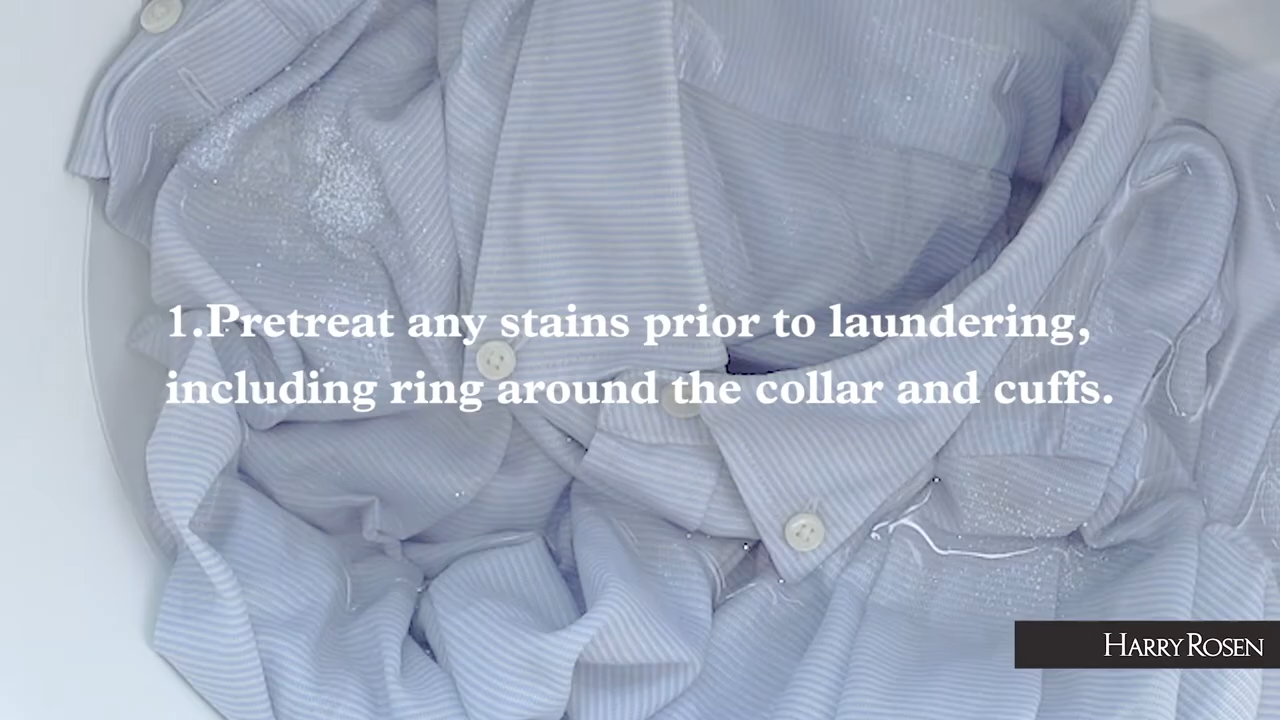 1.Pretreat any stains prior to laundering,
including ring around the collar and cuffs.
HARRY ROSEN